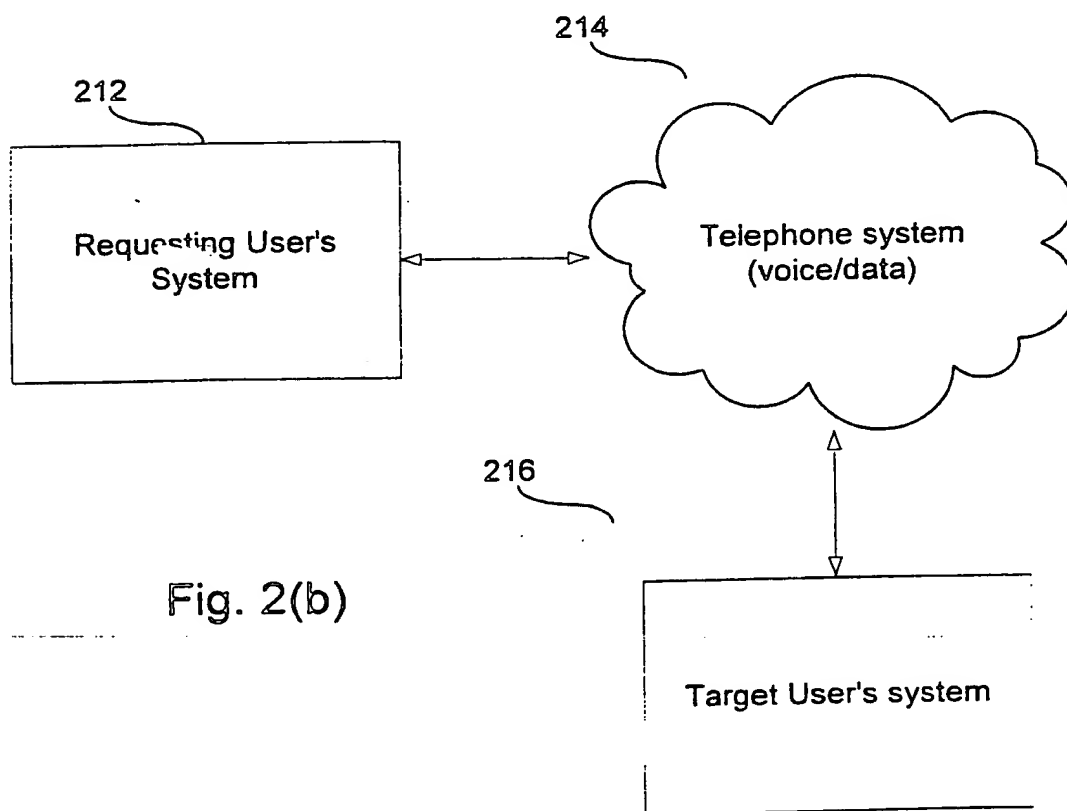 214
212
Requesting User's
System
Telephone system
(voice/data)
216
Fig. 2(b)
Target User's system